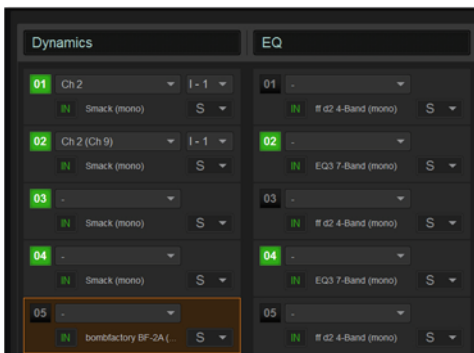 Dynamics EQ
01 Ch 2 I - 1 01 -
IN Smack (mono) S IN ff d2 4-Band (mono) S
02 Ch 2 (Ch 9) I - 1 02 -
IN Smack (mono) S IN EQ3 7-Band (mono) S
03 - 03 -
IN Smack (mono) S IN ff d2 4-Band (mono) S
04 - 04 -
IN Smack (mono) S IN EQ3 7-Band (mono) S
05 - 05 -
IN bombfactory BF-2A (... S IN ff d2 4-Band (mono) S